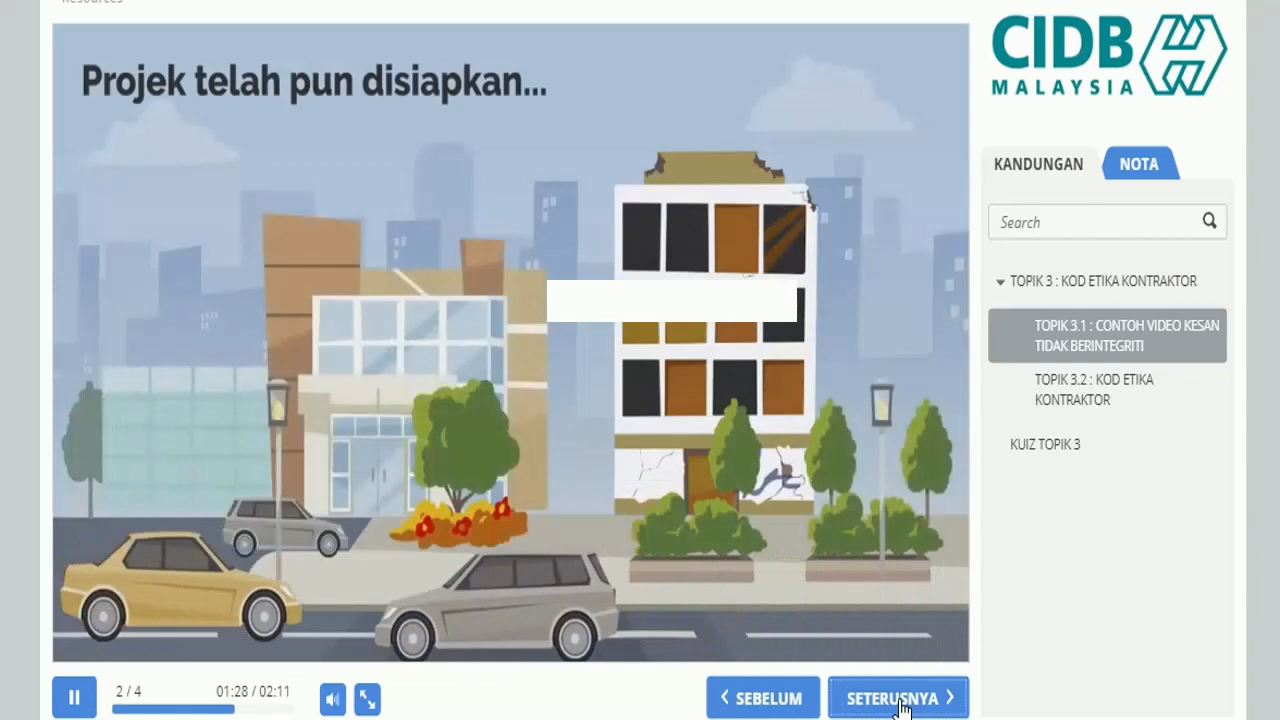 Projek telah pun disiapkan...
CIDB
MALAYSIA
KANDUNGAN
NOTA
Search
TOPIK 3 : KOD ETIKA KONTRAKTOR
TOPIK 3.1 : CONTOH VIDEO KESAN
TIDAK BERINTEGRITI
TOPIK 3.2 : KOD ETIKA
KONTRAKTOR
KUIZ TOPIK 3
2 / 4
01:28 / 02:11
SEBELUM
SETERUSNYA